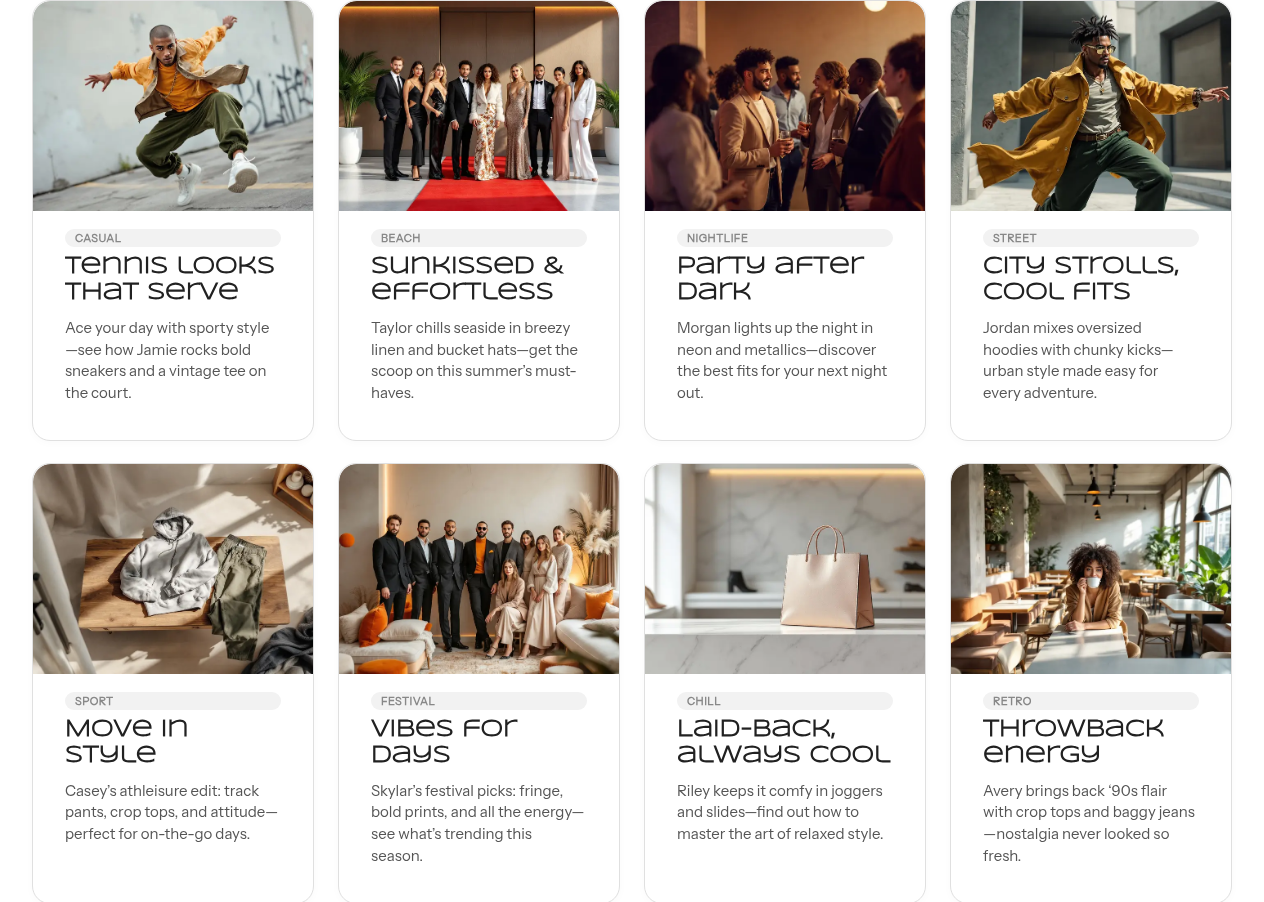 CASUAL
Tennis Looks
That Serve
Ace your day with sporty style
—see how Jamie rocks bold
sneakers and a vintage tee on
the court.
BEACH
Sunkissed &
Effortless
Taylor chills seaside in breezy
linen and bucket hats—get the
scoop on this summer’s must-
haves.
NIGHTLIFE
Party After
Dark
Morgan lights up the night in
neon and metallics—discover
the best fits for your next night
out.
STREET
City Strolls,
Cool Fits
Jordan mixes oversized
hoodies with chunky kicks—
urban style made easy for
every adventure.
SPORT
Move in
Style
Casey’s athleisure edit: track
pants, crop tops, and attitude—
perfect for on-the-go days.
FESTIVAL
Vibes for
Days
Skylar’s festival picks: fringe,
bold prints, and all the energy—
see what’s trending this
season.
CHILL
Laid-Back,
Always Cool
Riley keeps it comfy in joggers
and slides—find out how to
master the art of relaxed style.
RETRO
Throwback
Energy
Avery brings back ‘90s flair
with crop tops and baggy jeans
—nostalgia never looked so
fresh.